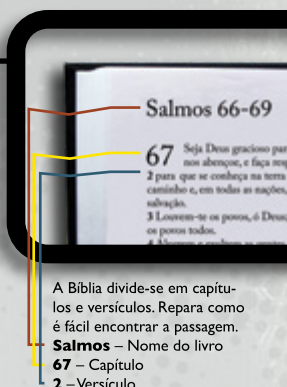 Salmos 66-69
67 Seja Deus gracioso par
nos abençoe, e faça resp
2 para que se conheça na terra
caminho e, em todas as nações,
salvação.
3 Louvem-te os povos, ó Deus
os povos todos.
A Bíblia divide-se em capítu-
los e versículos. Repara como
é fácil encontrar a passagem.
Salmos – Nome do livro
67 – Capítulo
2 – Versículo